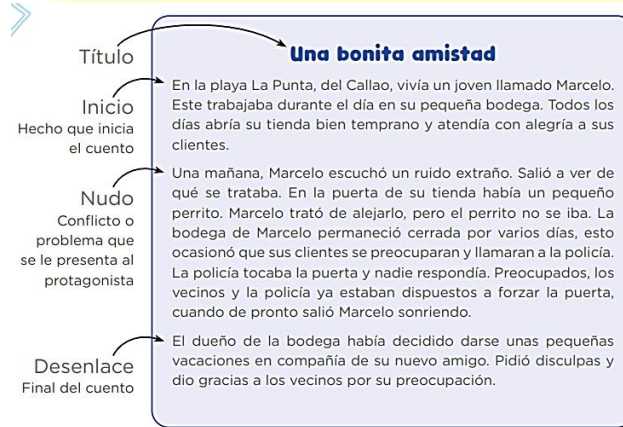 Título
Una bonita amistad
Inicio
Hecho que inicia
el cuento
En la playa La Punta, del Callao, vivía un joven llamado Marcelo.
Este trabajaba durante el día en su pequeña bodega. Todos los
días abría su tienda bien temprano y atendía con alegría a sus
clientes.
Nudo
Conflicto o
problema que
se le presenta al
protagonista
Una mañana, Marcelo escuchó un ruido extraño. Salió a ver de
qué se trataba. En la puerta de su tienda había un pequeño
perrito. Marcelo trató de alejarlo, pero el perrito no se iba. La
bodega de Marcelo permaneció cerrada por varios días, esto
ocasionó que sus clientes se preocuparan y llamaran a la policía.
La policía tocaba la puerta y nadie respondía. Preocupados, los
vecinos y la policía ya estaban dispuestos a forzar la puerta,
cuando de pronto salió Marcelo sonriendo.
Desenlace
Final del cuento
El dueño de la bodega había decidido darse unas pequeñas
vacaciones en compañía de su nuevo amigo. Pidió disculpas y
dio gracias a los vecinos por su preocupación.